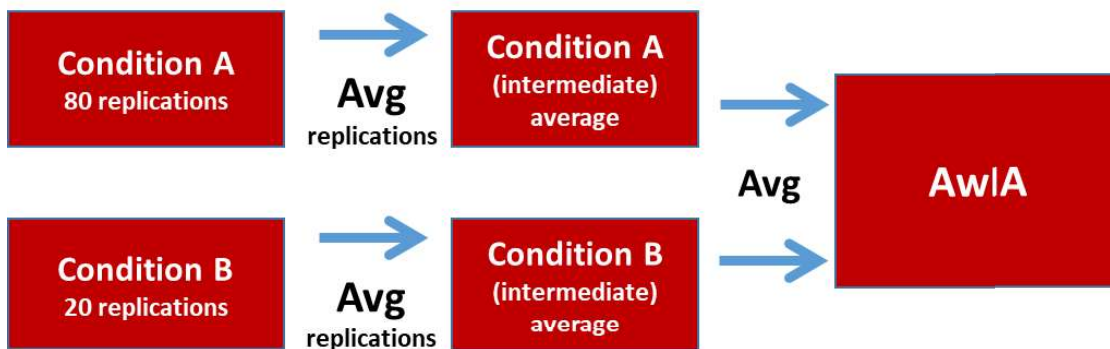 Condition A
80 replications
Avg
replications
Condition A
(intermediate)
average
Condition B
20 replications
Avg
replications
Condition B
(intermediate)
average
Avg
AwIA